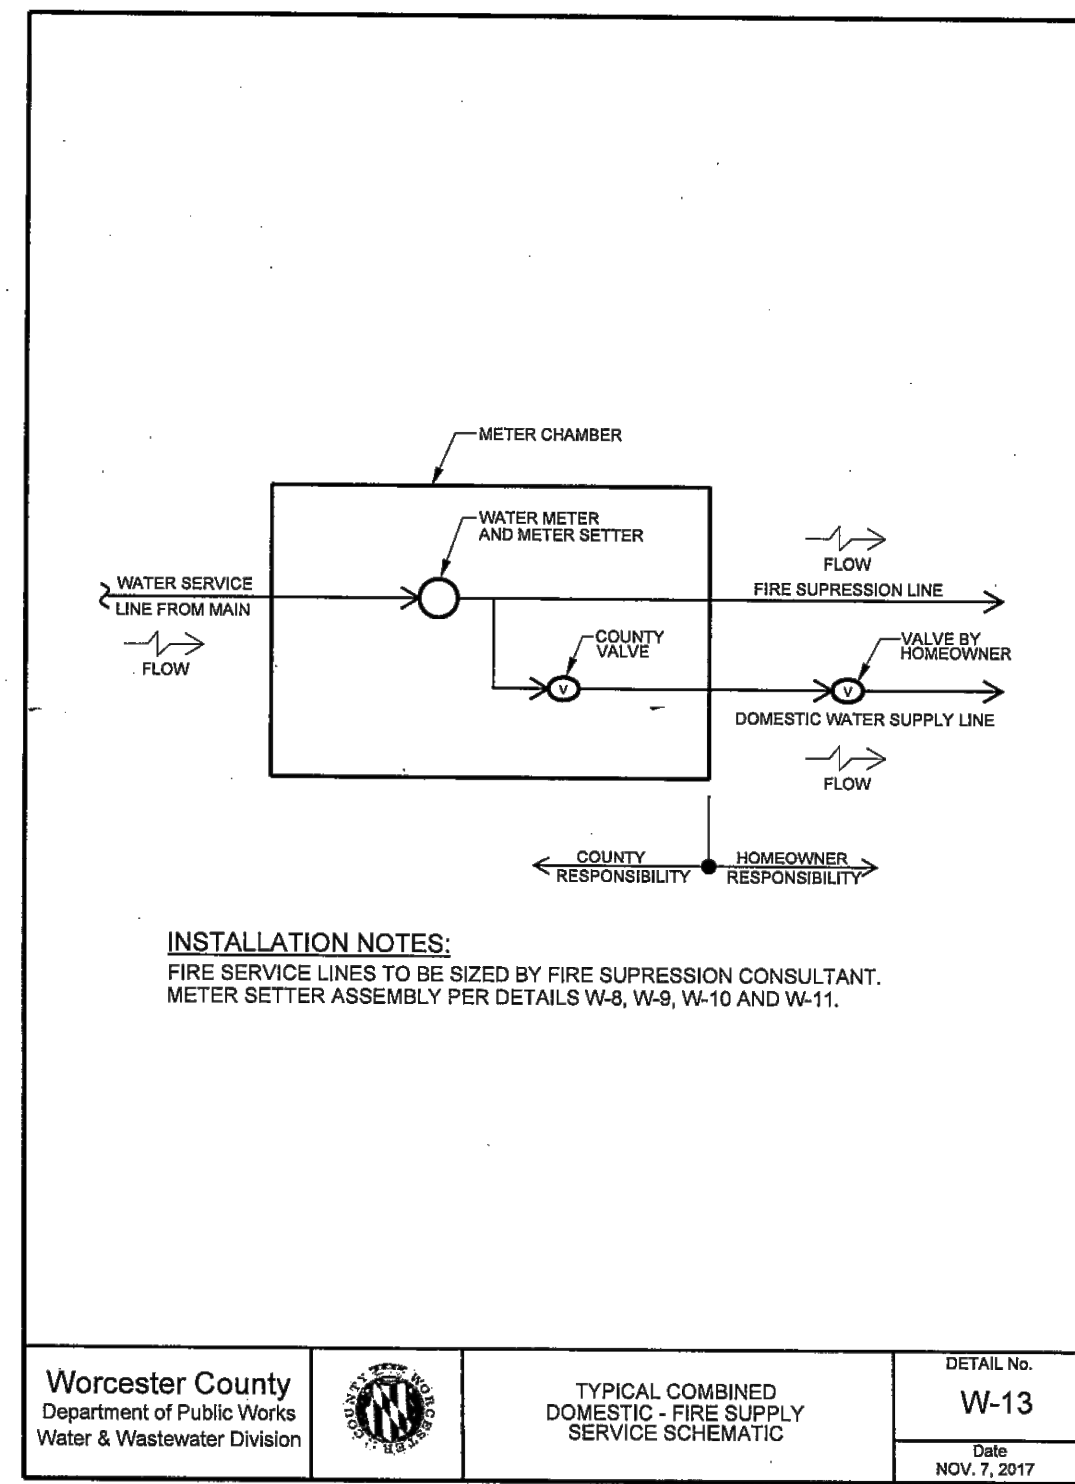 METER CHAMBER
WATER METER
AND METER SETTER
FLOW
WATER SERVICE
LINE FROM MAIN
FIRE SUPRESSION LINE
FLOW
COUNTY
VALVE
VALVE BY
HOMEOWNER
V
V
DOMESTIC WATER SUPPLY LINE
FLOW
COUNTY
RESPONSIBILITY
HOMEOWNER
RESPONSIBILITY
INSTALLATION NOTES:
FIRE SERVICE LINES TO BE SIZED BY FIRE SUPRESSION CONSULTANT.
METER SETTER ASSEMBLY PER DETAILS W-8, W-9, W-10 AND W-11.
Worcester County
Department of Public Works
Water & Wastewater Division
WORCESTER COUNTY
TYPICAL COMBINED
DOMESTIC - FIRE SUPPLY
SERVICE SCHEMATIC
DETAIL No.
W-13
Date
NOV. 7, 2017